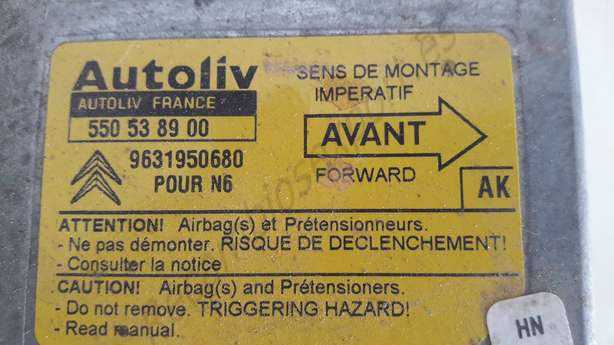 Autoliv
AUTOLIV FRANCE
550 53 89 00
9631950680
POUR N6
SENS DE MONTAGE
IMPERATIF
AVANT
FORWARD
AK
ATTENTION! Airbag(s) et Prétensionneurs.
- Ne pas démonter. RISQUE DE DECLENCHEMENT!
- Consulter la notice
CAUTION! Airbag(s) and Prétensioners.
- Do not remove. TRIGGERING HAZARD!
- Read manual.
HN